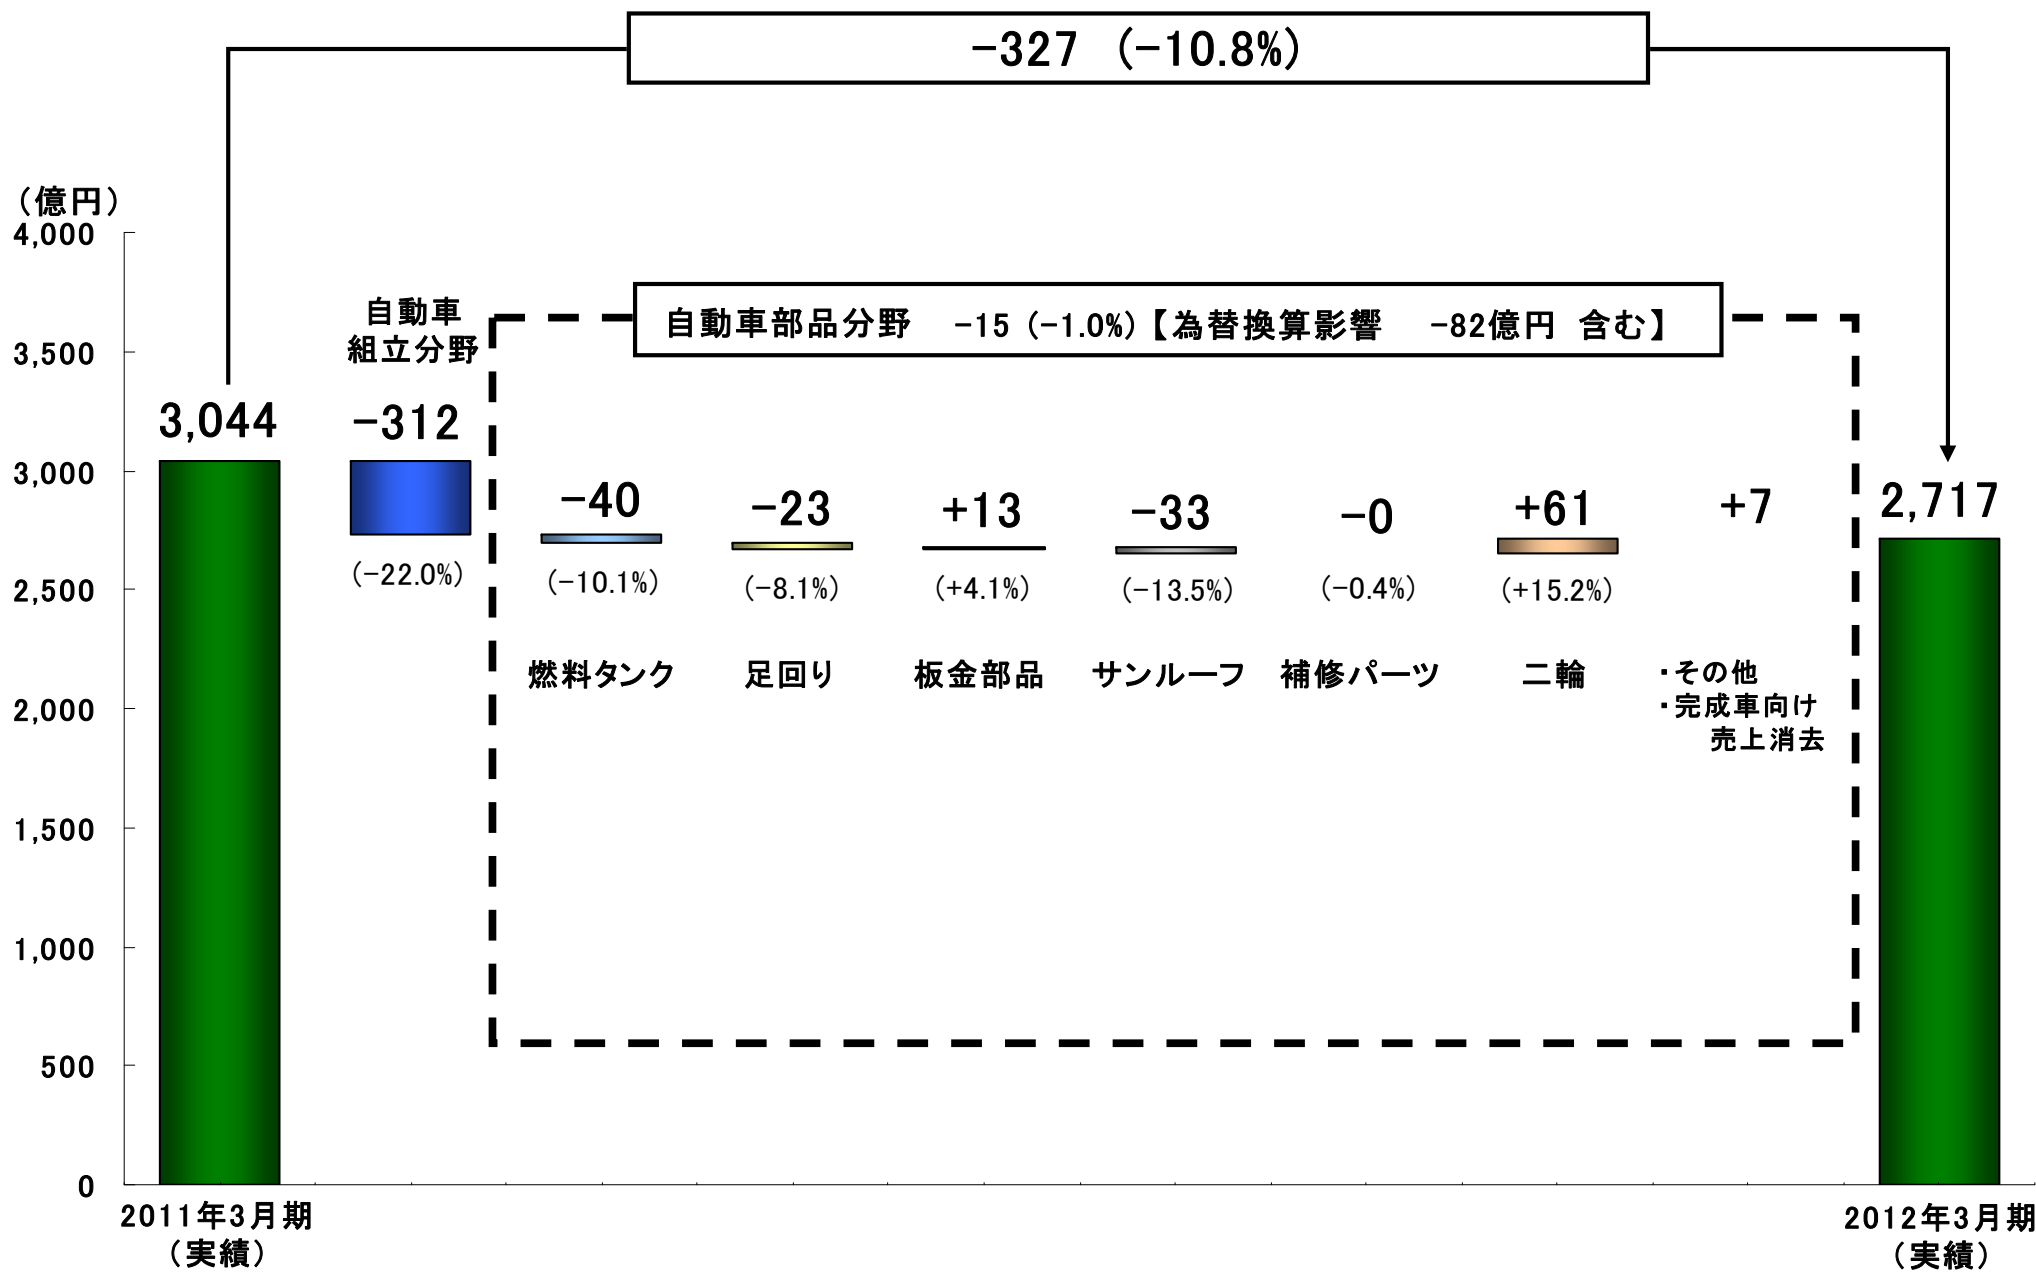 -327 (-10.8%)
(億円)
4,000
3,500
3,000
2,500
2,000
1,500
1,000
500
0
自動車
組立分野
自動車部品分野 -15 (-1.0%)【為替換算影響 -82億円 含む】
3,044
-312
-40
-23
+13
-33
-0
+61
+7
2,717
(-22.0%)
(-10.1%)
(-8.1%)
(+4.1%)
(-13.5%)
(-0.4%)
(+15.2%)
燃料タンク
足回り
板金部品
サンルーフ
補修パーツ
二輪
・その他
・完成車向け
売上消去
2011年3月期
(実績)
2012年3月期
(実績)